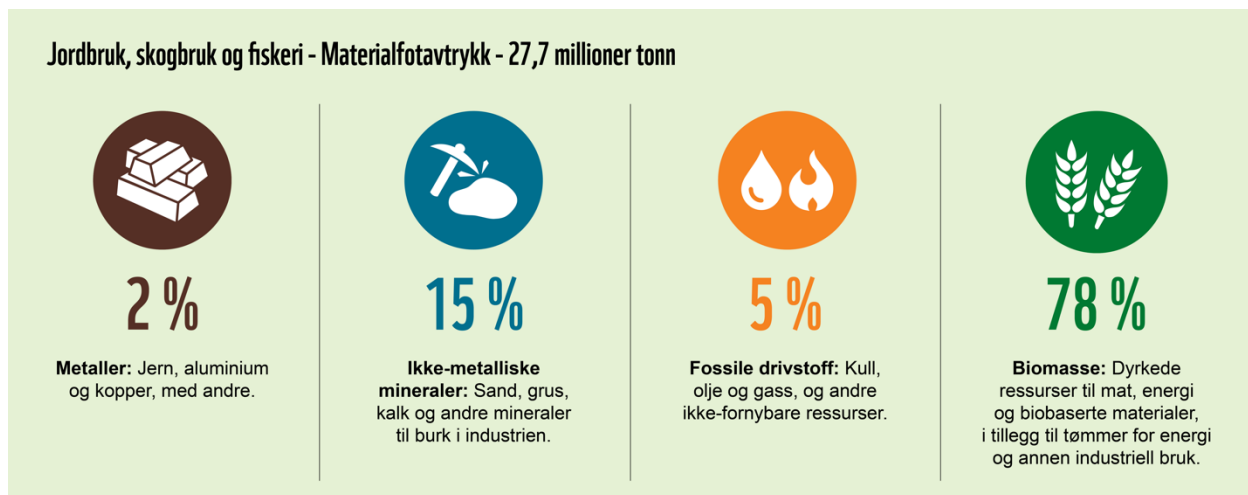 Jordbruk, skogbruk og fiskeri - Materialfotavtrykk - 27,7 millioner tonn
2 %
Metaller: Jern, aluminium
og kopper, med andre.
15 %
Ikke-metalliske
mineraler: Sand, grus,
kalk og andre mineraler
til burk i industrien.
5 %
Fossile drivstoff: Kull,
olje og gass, og andre
ikke-fornybare ressurser.
78 %
Biomasse: Dyrkede
ressurser til mat, energi
og biobaserte materialer,
i tillegg til tømmer for energi
og annen industriell bruk.